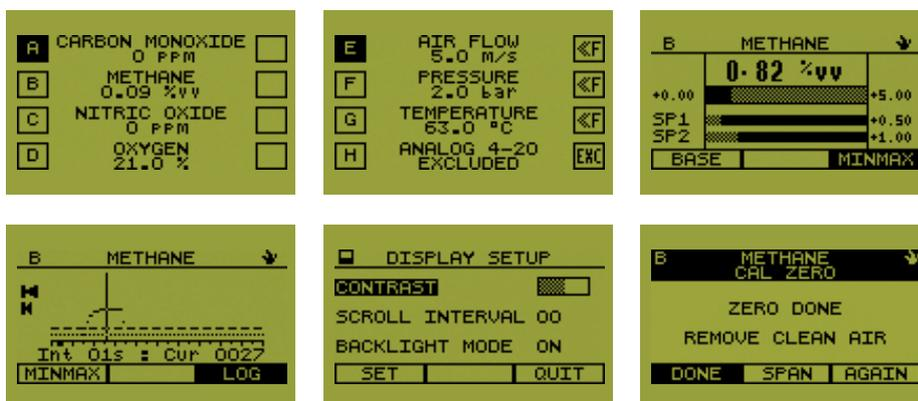 A CARBON MONOXIDE
0 PPM
B METHANE
0.09 %vv
C NITRIC OXIDE
0 PPM
D OXYGEN
21.0 %
E AIR FLOW «F
5.0 m/s
F PRESSURE «F
2.0 bar
G TEMPERATURE «F
63.0 °C
H ANALOG 4-20 EXC
EXCLUDED
B METHANE
0.82 %vv
+0.00 +5.00
SP1 +0.50
SP2 +1.00
BASE MINMAX
B METHANE
Int 01s : Cur 0027
MINMAX LOG
DISPLAY SETUP
CONTRAST
SCROLL INTERVAL 00
BACKLIGHT MODE ON
SET QUIT
B METHANE
CAL ZERO
ZERO DONE
REMOVE CLEAN AIR
DONE SPAN AGAIN